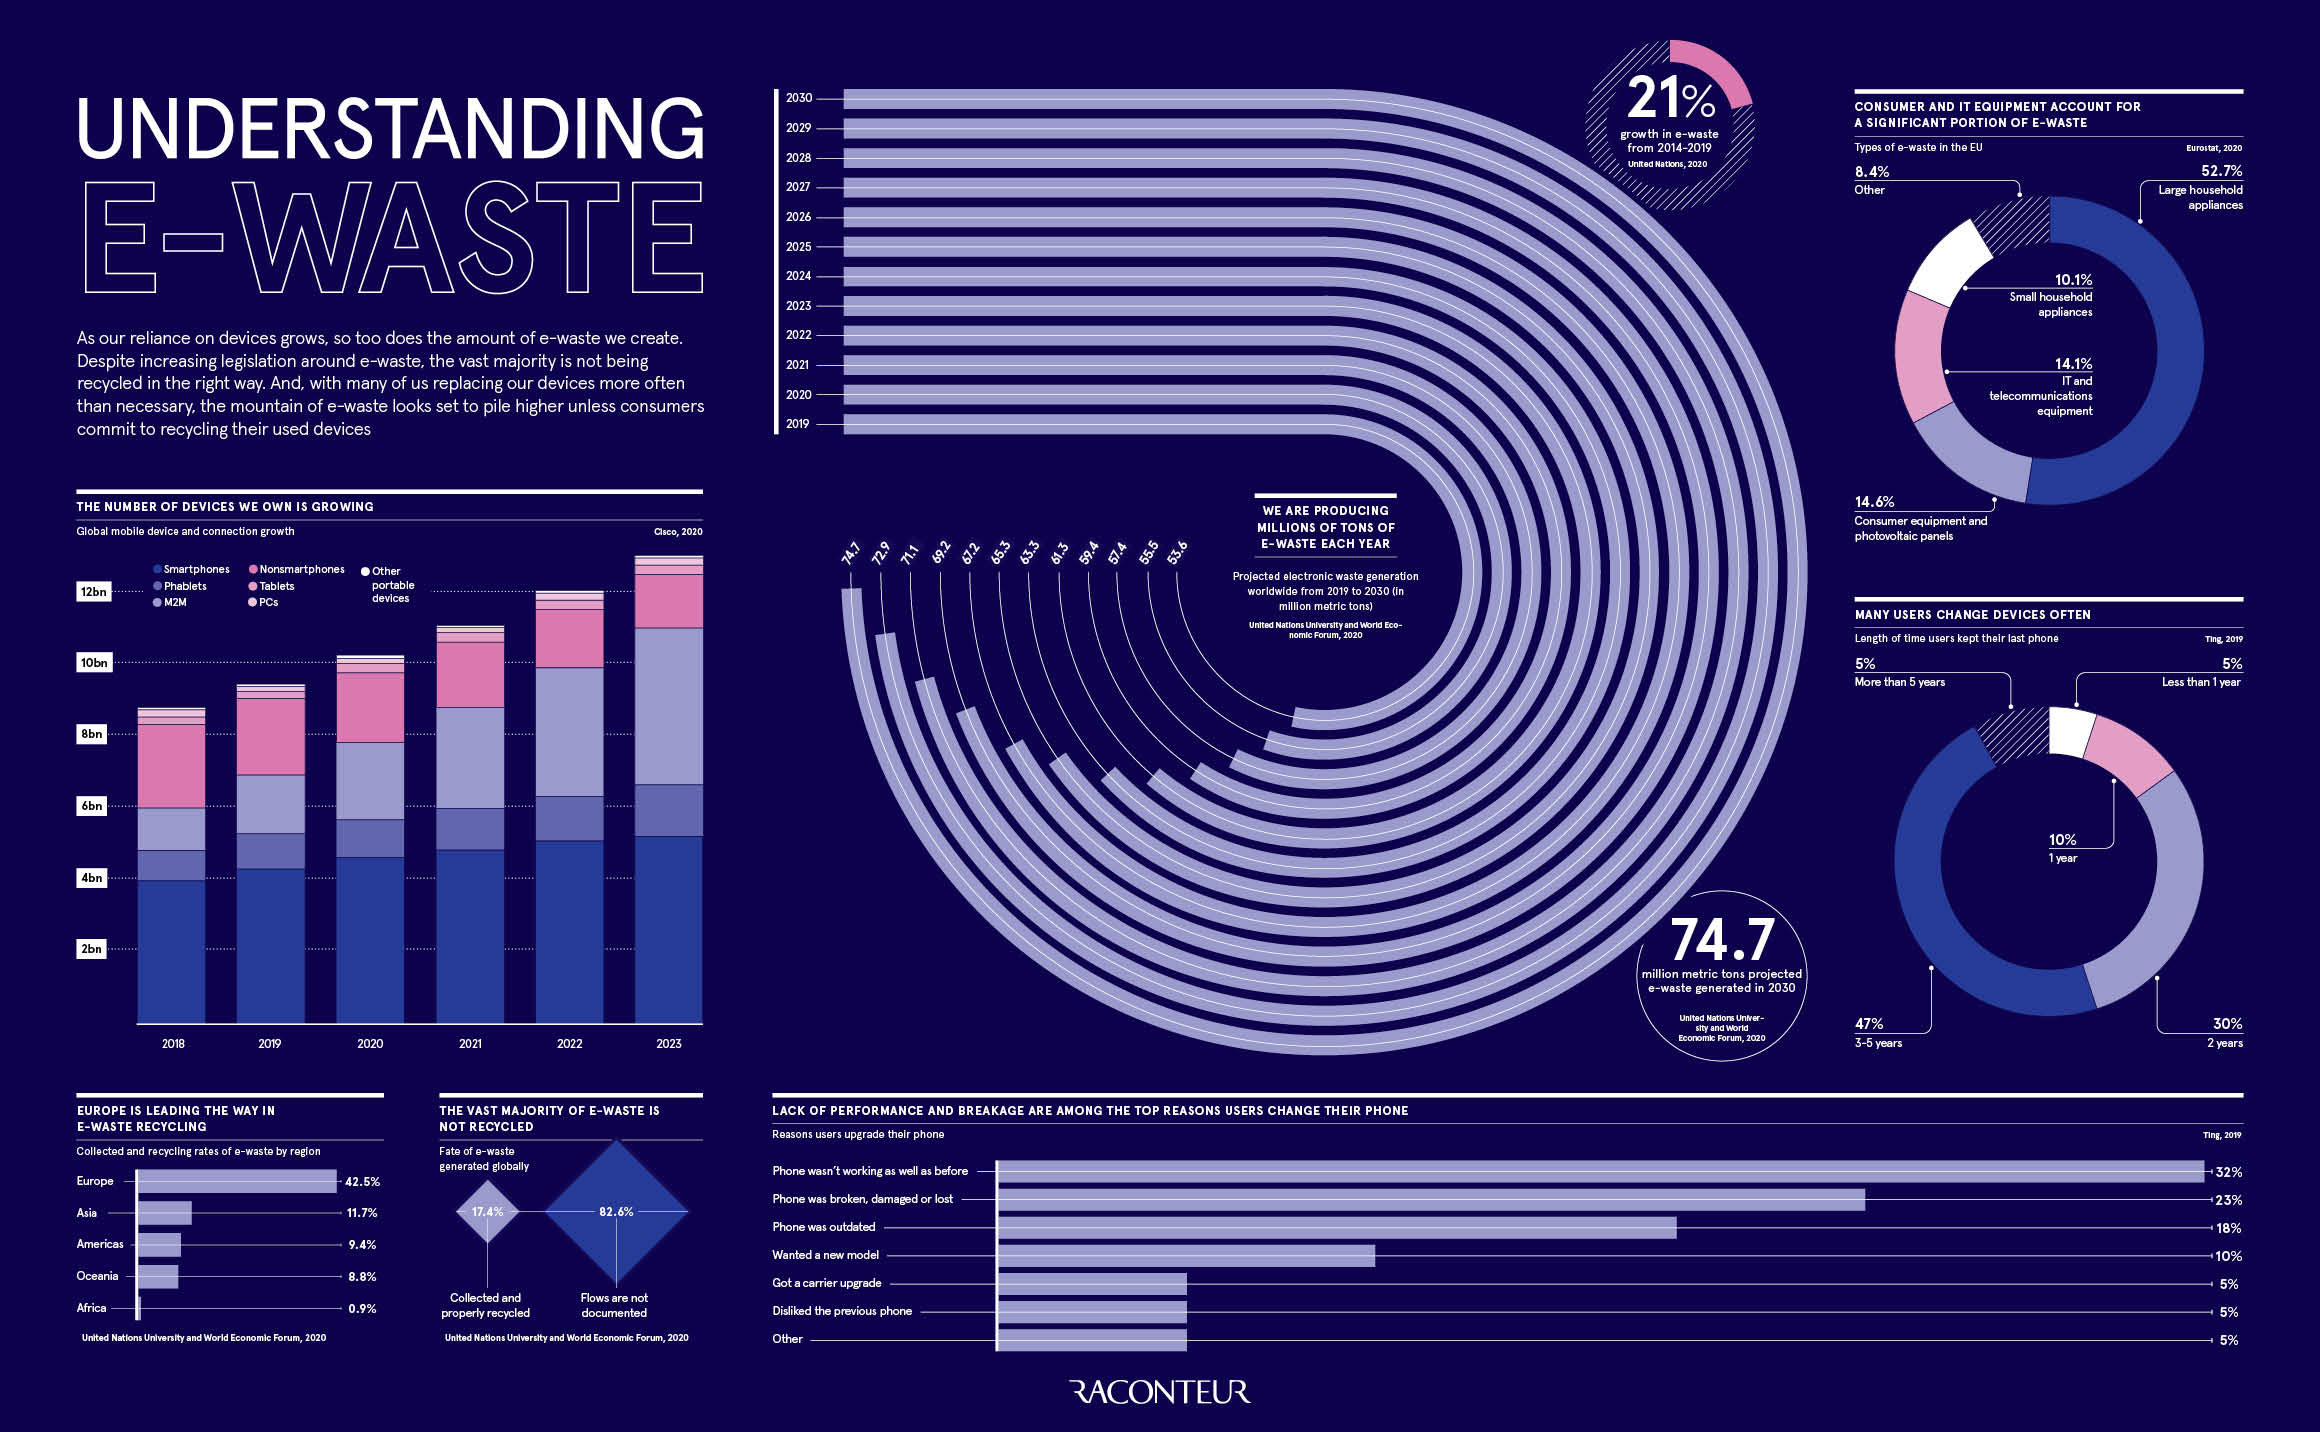 UNDERSTANDING
E-WASTE
As our reliance on devices grows, so too does the amount of e-waste we create.
Despite increasing legislation around e-waste, the vast majority is not being
recycled in the right way. And, with many of us replacing our devices more often
than necessary, the mountain of e-waste looks set to pile higher unless consumers
commit to recycling their used devices
THE NUMBER OF DEVICES WE OWN IS GROWING
Global mobile device and connection growth
Cisco, 2020
Smartphones
Phablets
M2M
Nonsmartphones
Tablets
PCs
Other
portable
devices
12bn
10bn
8bn
6bn
4bn
2bn
2018
2019
2020
2021
2022
2023
2030
2029
2028
2027
2026
2025
2024
2023
2022
2021
2020
2019
74.7
72.9
71.1
69.2
67.2
65.3
63.3
61.3
59.4
57.4
55.5
53.6
WE ARE PRODUCING
MILLIONS OF TONS OF
E-WASTE EACH YEAR
Projected electronic waste generation
worldwide from 2019 to 2030 (in
million metric tons)
United Nations University and World Eco-
nomic Forum, 2020
21%
growth in e-waste
from 2014-2019
United Nations, 2020
74.7
million metric tons projected
e-waste generated in 2030
United Nations Univer-
sity and World
Economic Forum, 2020
CONSUMER AND IT EQUIPMENT ACCOUNT FOR
A SIGNIFICANT PORTION OF E-WASTE
Types of e-waste in the EU
Eurostat, 2020
8.4%
Other
52.7%
Large household
appliances
10.1%
Small household
appliances
14.1%
IT and
telecommunications
equipment
14.6%
Consumer equipment and
photovoltaic panels
MANY USERS CHANGE DEVICES OFTEN
Length of time users kept their last phone
Ting, 2019
5%
More than 5 years
5%
Less than 1 year
10%
1 year
47%
3-5 years
30%
2 years
EUROPE IS LEADING THE WAY IN
E-WASTE RECYCLING
Collected and recycling rates of e-waste by region
Europe 42.5%
Asia 11.7%
Americas 9.4%
Oceania 8.8%
Africa 0.9%
United Nations University and World Economic Forum, 2020
THE VAST MAJORITY OF E-WASTE IS
NOT RECYCLED
Fate of e-waste
generated globally
17.4%
82.6%
Collected and
properly recycled
Flows are not
documented
United Nations University and World Economic Forum, 2020
LACK OF PERFORMANCE AND BREAKAGE ARE AMONG THE TOP REASONS USERS CHANGE THEIR PHONE
Reasons users upgrade their phone
Ting, 2019
Phone wasn't working as well as before 32%
Phone was broken, damaged or lost 23%
Phone was outdated 18%
Wanted a new model 10%
Got a carrier upgrade 5%
Disliked the previous phone 5%
Other 5%
RACONTEUR